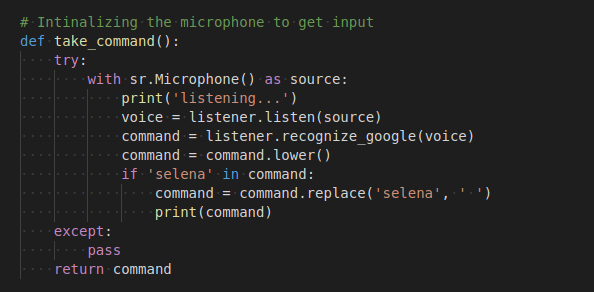 # Intinalizing the microphone to get input
def take_command():
    try:
        with sr.Microphone() as source:
            print('listening...')
            voice = listener.listen(source)
            command = listener.recognize_google(voice)
            command = command.lower()
            if 'selena' in command:
                command = command.replace('selena', ' ')
                print(command)
    except:
        pass
    return command